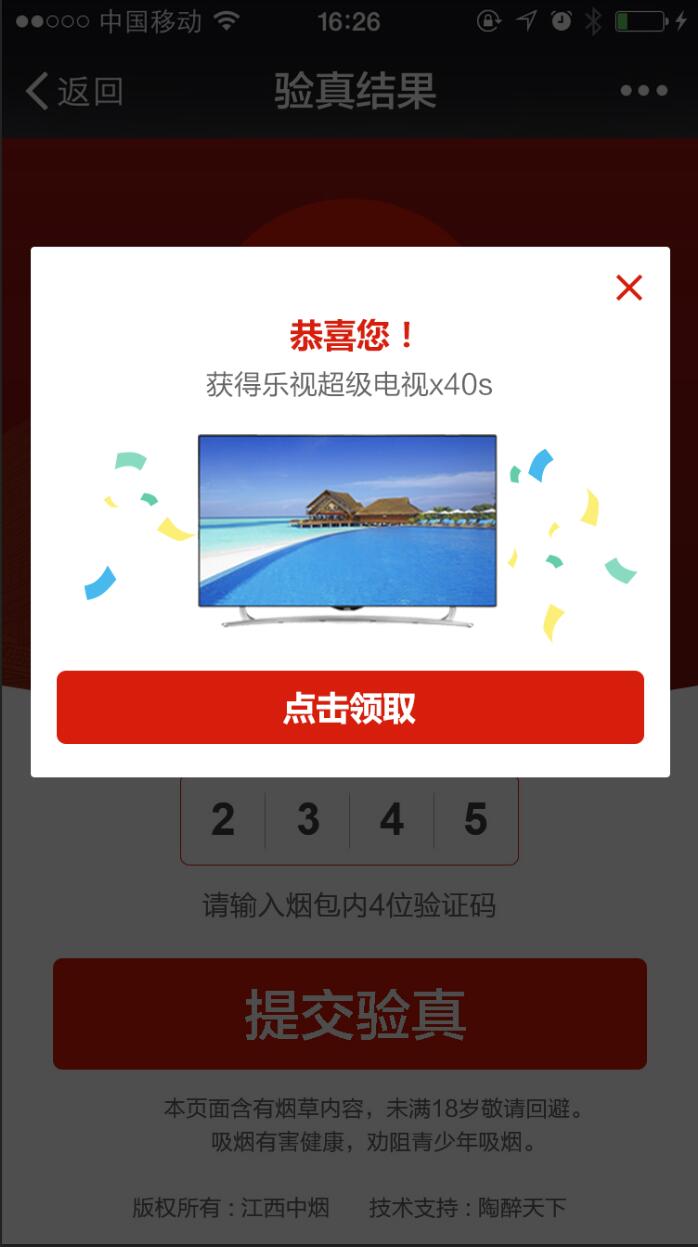 中国移动 16:26
返回 验真结果
恭喜您！
获得乐视超级电视x40s
点击领取
2 3 4 5
请输入烟包内4位验证码
提交验真
本页面含有烟草内容，未满18岁敬请回避。
吸烟有害健康，劝阻青少年吸烟。
版权所有：江西中烟 技术支持：陶醉天下